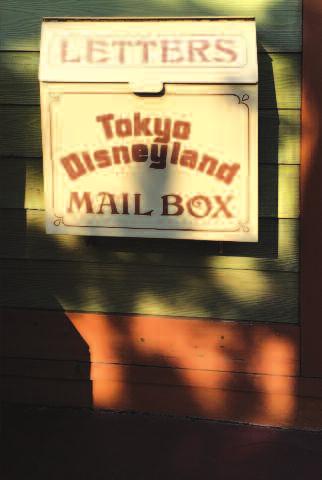 LETTERS
Tokyo
Disneyland
MAIL BOX